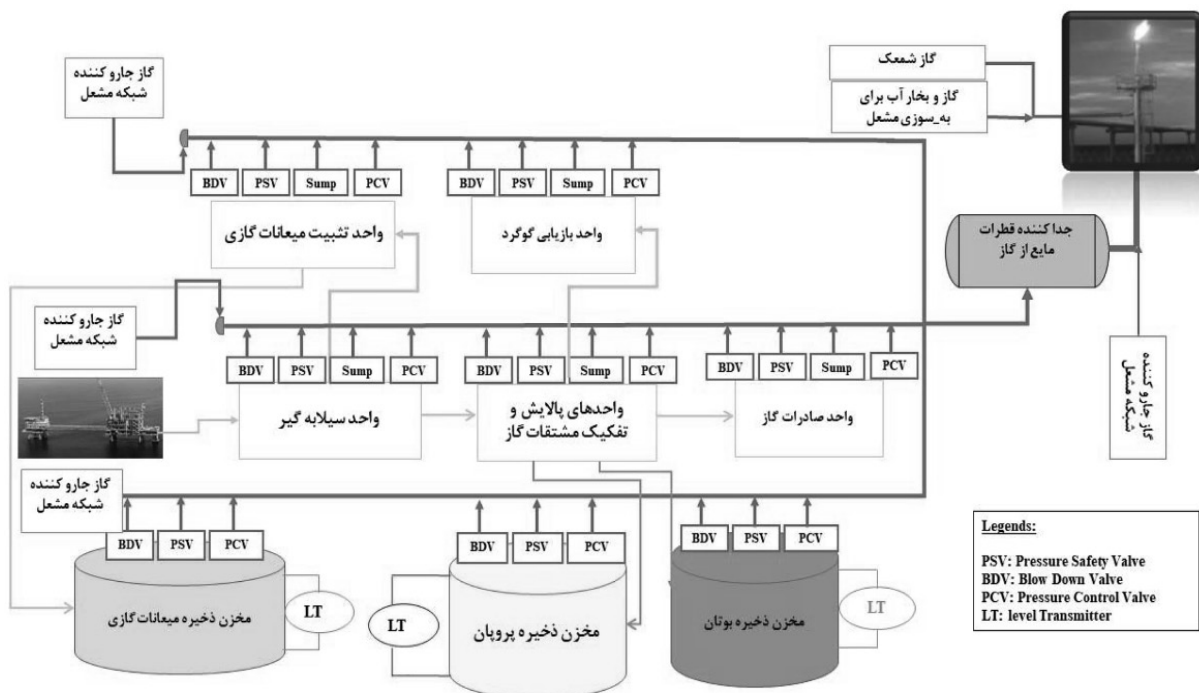 گاز جارو کننده
شبکه مشعل
گاز شمعک
گاز و بخار آب برای
به_سوزی مشعل
BDV
PSV
Sump
PCV
BDV
PSV
Sump
PCV
واحد تثبیت میعانات گازی
واحد بازیابی گوگرد
جدا کننده قطرات
مایع از گاز
گاز جارو کننده
شبکه مشعل
BDV
PSV
Sump
PCV
BDV
PSV
Sump
PCV
BDV
PSV
Sump
PCV
واحد سیلابه گیر
واحدهای پالایش و
تفکیک مشتقات گاز
واحد صادرات گاز
گاز جارو کننده
شبکه مشعل
گاز جارو کننده
شبکه مشعل
BDV
PSV
PCV
BDV
PSV
PCV
BDV
PSV
PCV
مخزن ذخیره میعانات گازی
LT
LT
مخزن ذخیره پروپان
مخزن ذخیره بوتان
LT
Legends:
PSV: Pressure Safety Valve
BDV: Blow Down Valve
PCV: Pressure Control Valve
LT: level Transmitter